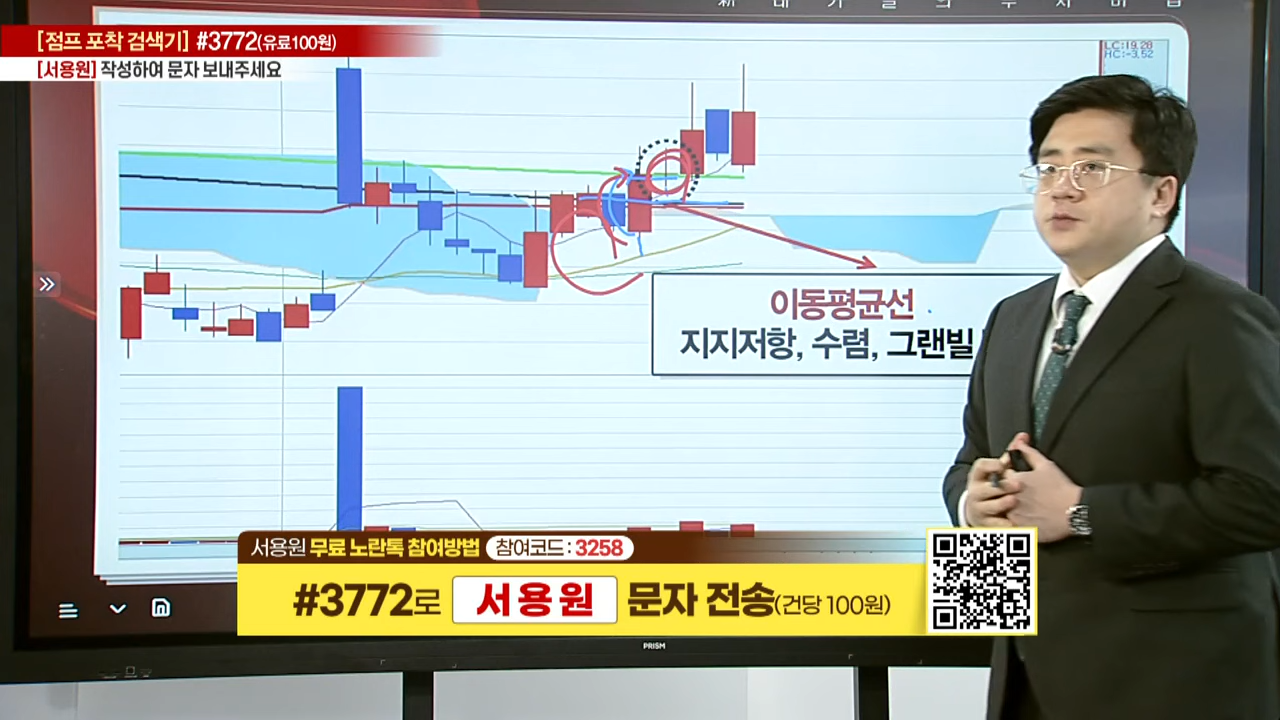 [점프 포착 검색기] #3772(유료100원)
[서용원] 작성하여 문자 보내주세요
LC:19.28
HC:-3.52
이동평균선
지지저항, 수렴, 그랜빌
서용원 무료 노란톡 참여방법 참여코드 : 3258
#3772로 서용원 문자 전송(건당 100원)
PRISM